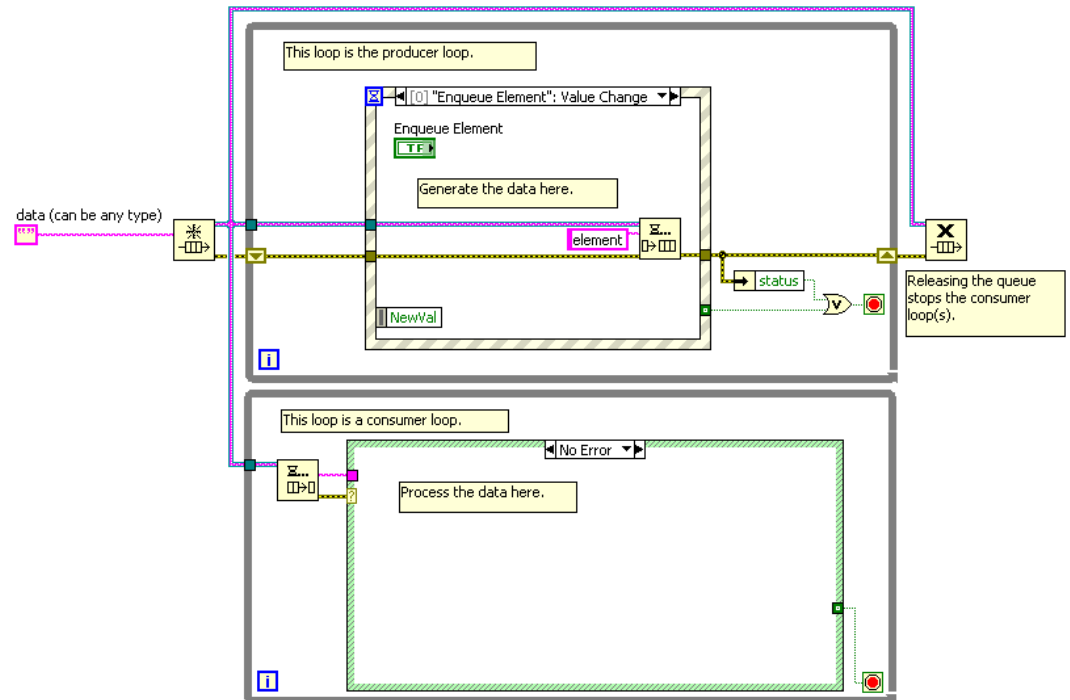 This loop is the producer loop.
[0] "Enqueue Element": Value Change
Enqueue Element
TF
Generate the data here.
data (can be any type)
""
element
status
V
Releasing the queue
stops the consumer
loop(s).
NewVal
i
This loop is a consumer loop.
No Error
?
Process the data here.
i